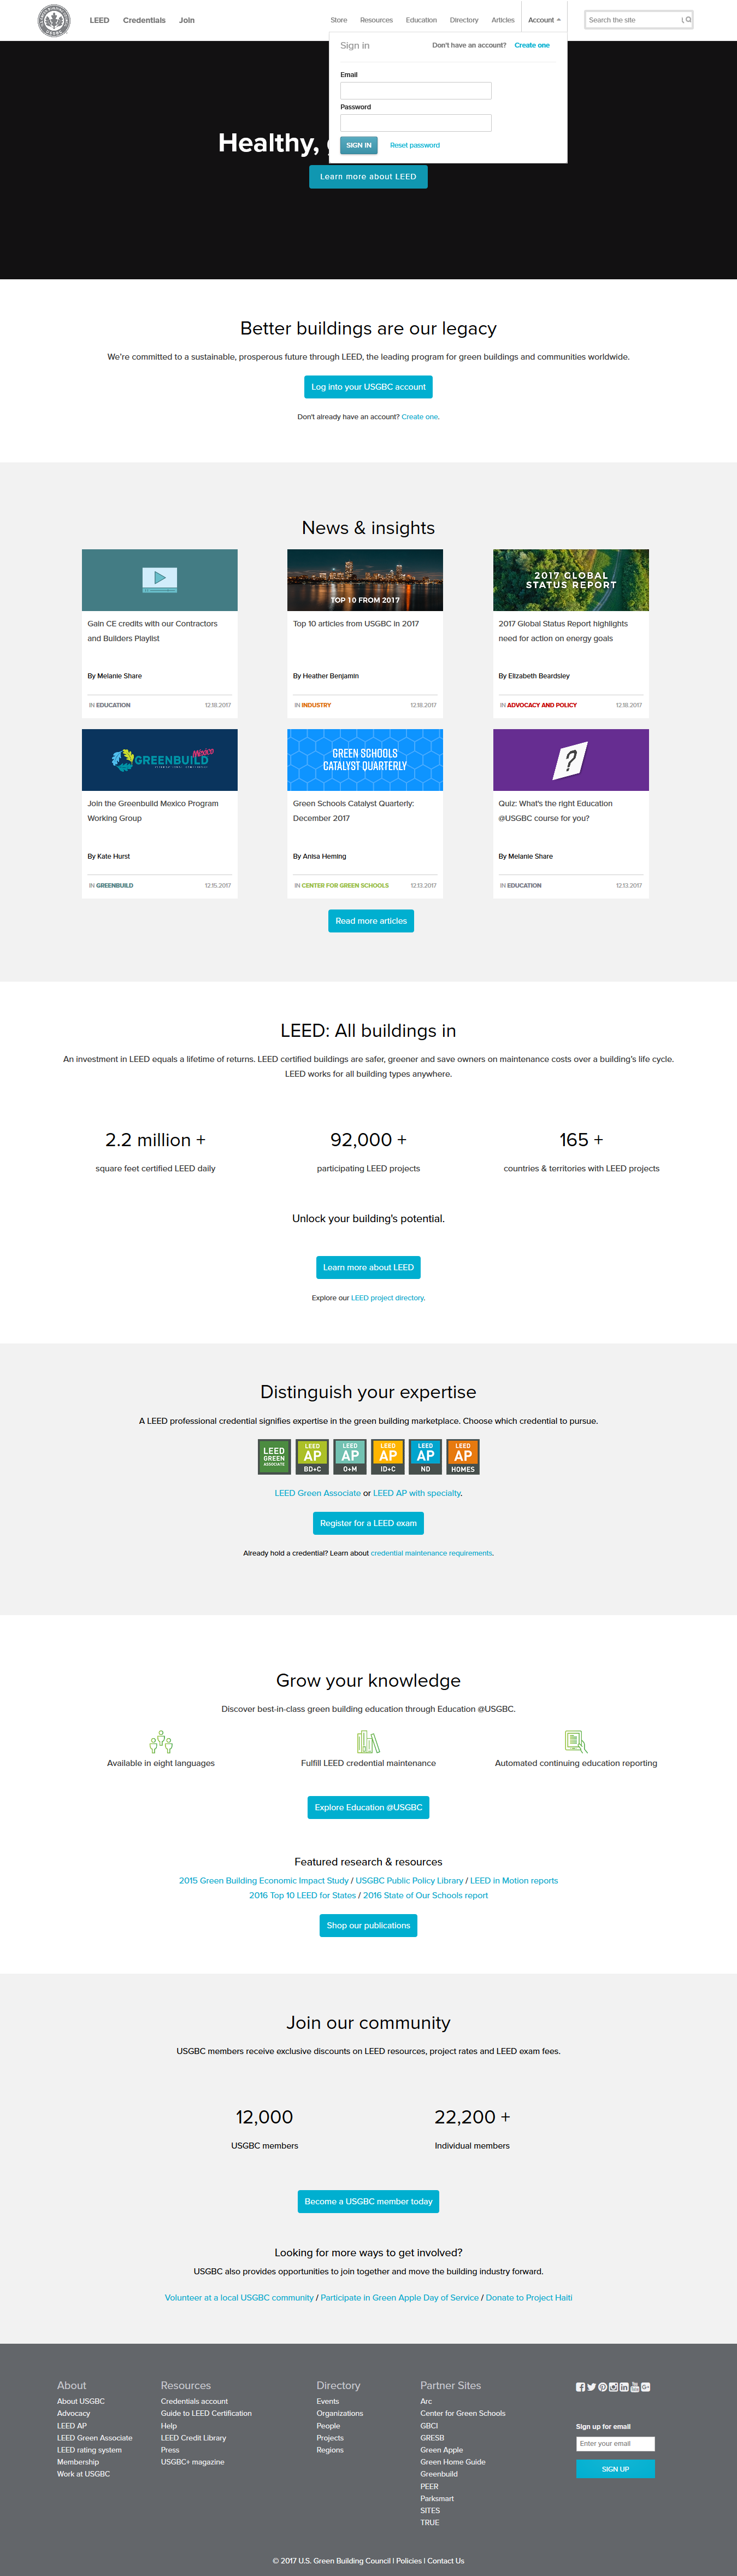 LEED Credentials Join
Store Resources Education Directory Articles Account
Search the site
Sign in
Don't have an account? Create one
Email
Password
SIGN IN Reset password
Healthy,
Learn more about LEED
Better buildings are our legacy
We're committed to a sustainable, prosperous future through LEED, the leading program for green buildings and communities worldwide.
Log into your USGBC account
Don't already have an account? Create one.
News & insights
Gain CE credits with our Contractors
and Builders Playlist
By Melanie Share
IN EDUCATION 12.18.2017
TOP 10 FROM 2017
Top 10 articles from USGBC in 2017
By Heather Benjamin
IN INDUSTRY 12.18.2017
2017 GLOBAL
STATUS REPORT
2017 Global Status Report highlights
need for action on energy goals
By Elizabeth Beardsley
IN ADVOCACY AND POLICY 12.18.2017
GREENBUILD
Mexico
Join the Greenbuild Mexico Program
Working Group
By Kate Hurst
IN GREENBUILD 12.15.2017
GREEN SCHOOLS
CATALYST QUARTERLY
Green Schools Catalyst Quarterly:
December 2017
By Anisa Heming
IN CENTER FOR GREEN SCHOOLS 12.13.2017
?
Quiz: What's the right Education
@USGBC course for you?
By Melanie Share
IN EDUCATION 12.13.2017
Read more articles
LEED: All buildings in
An investment in LEED equals a lifetime of returns. LEED certified buildings are safer, greener and save owners on maintenance costs over a building's life cycle.
LEED works for all building types anywhere.
2.2 million +
square feet certified LEED daily
92,000 +
participating LEED projects
165 +
countries & territories with LEED projects
Unlock your building's potential.
Learn more about LEED
Explore our LEED project directory.
Distinguish your expertise
A LEED professional credential signifies expertise in the green building marketplace. Choose which credential to pursue.
LEED
GREEN
ASSOCIATE
LEED
AP
BD+C
LEED
AP
O+M
LEED
AP
ID+C
LEED
AP
ND
LEED
AP
HOMES
LEED Green Associate or LEED AP with specialty.
Register for a LEED exam
Already hold a credential? Learn about credential maintenance requirements.
Grow your knowledge
Discover best-in-class green building education through Education @USGBC.
Available in eight languages
Fulfill LEED credential maintenance
Automated continuing education reporting
Explore Education @USGBC
Featured research & resources
2015 Green Building Economic Impact Study / USGBC Public Policy Library / LEED in Motion reports
2016 Top 10 LEED for States / 2016 State of Our Schools report
Shop our publications
Join our community
USGBC members receive exclusive discounts on LEED resources, project rates and LEED exam fees.
12,000
USGBC members
22,200 +
Individual members
Become a USGBC member today
Looking for more ways to get involved?
USGBC also provides opportunities to join together and move the building industry forward.
Volunteer at a local USGBC community / Participate in Green Apple Day of Service / Donate to Project Haiti
About
About USGBC
Advocacy
LEED AP
LEED Green Associate
LEED rating system
Membership
Work at USGBC
Resources
Credentials account
Guide to LEED Certification
Help
LEED Credit Library
Press
USGBC+ magazine
Directory
Events
Organizations
People
Projects
Regions
Partner Sites
Arc
Center for Green Schools
GBCI
GRESB
Green Apple
Green Home Guide
Greenbuild
PEER
Parksmart
SITES
TRUE
Sign up for email
Enter your email
SIGN UP
© 2017 U.S. Green Building Council | Policies | Contact Us